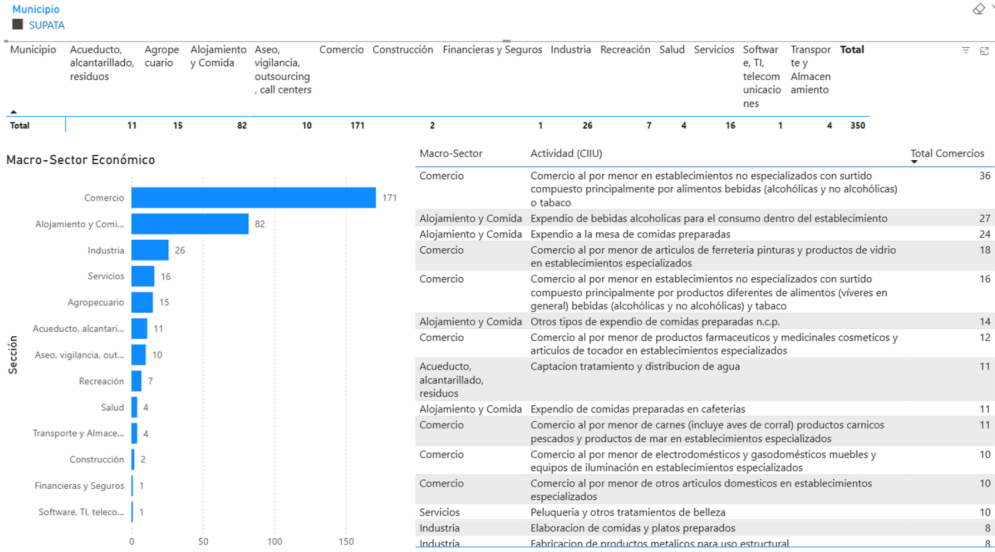 Municipio
SUPATA
Municipio Acueducto, Agrope Alojamiento Aseo, Comercio Construcción Financieras y Seguros Industria Recreación Salud Servicios Softwar Transpor Total
alcantarillado, cuario y Comida vigilancia, e, TI, te y
residuos outsourcing telecom Almacen
, call centers unicacio amiento
nes
Total 11 15 82 10 171 2 1 26 7 4 16 1 4 350
Macro-Sector Económico
Sección
Comercio 171
Alojamiento y Comi... 82
Industria 26
Servicios 16
Agropecuario 15
Acueducto, alcantari... 11
Aseo, vigilancia, out... 10
Recreación 7
Salud 4
Transporte y Almace... 4
Construcción 2
Financieras y Seguros 1
Software, TI, teleco... 1
0 50 100 150
Macro-Sector Actividad (CIIU) Total Comercios
Comercio Comercio al por menor en establecimientos no especializados con surtido 36
compuesto principalmente por alimentos bebidas (alcohólicas y no alcohólicas)
o tabaco
Alojamiento y Comida Expendio de bebidas alcoholicas para el consumo dentro del establecimiento 27
Alojamiento y Comida Expendio a la mesa de comidas preparadas 24
Comercio Comercio al por menor de articulos de ferretería pinturas y productos de vidrio 18
en establecimientos especializados
Comercio Comercio al por menor en establecimientos no especializados con surtido 16
compuesto principalmente por productos diferentes de alimentos (víveres en
general) bebidas (alcohólicas y no alcohólicas) y tabaco
Alojamiento y Comida Otros tipos de expendio de comidas preparadas n.c.p. 14
Comercio Comercio al por menor de productos farmaceuticos y medicinales cosmeticos y 12
articulos de tocador en establecimientos especializados
Acueducto, Captacion tratamiento y distribucion de agua 11
alcantarillado,
residuos
Alojamiento y Comida Expendio de comidas preparadas en cafeterias 11
Comercio Comercio al por menor de carnes (incluye aves de corral) productos carnicos 11
pescados y productos de mar en establecimientos especializados
Comercio Comercio al por menor de electrodomésticos y gasodomésticos muebles y 10
equipos de iluminación en establecimientos especializados
Comercio Comercio al por menor de otros articulos domesticos en establecimientos 10
especializados
Servicios Peluqueria y otros tratamientos de belleza 10
Industria Elaboracion de comidas y platos preparados 8
Industria Fabricacion de productos metalicos para uso estructural 8